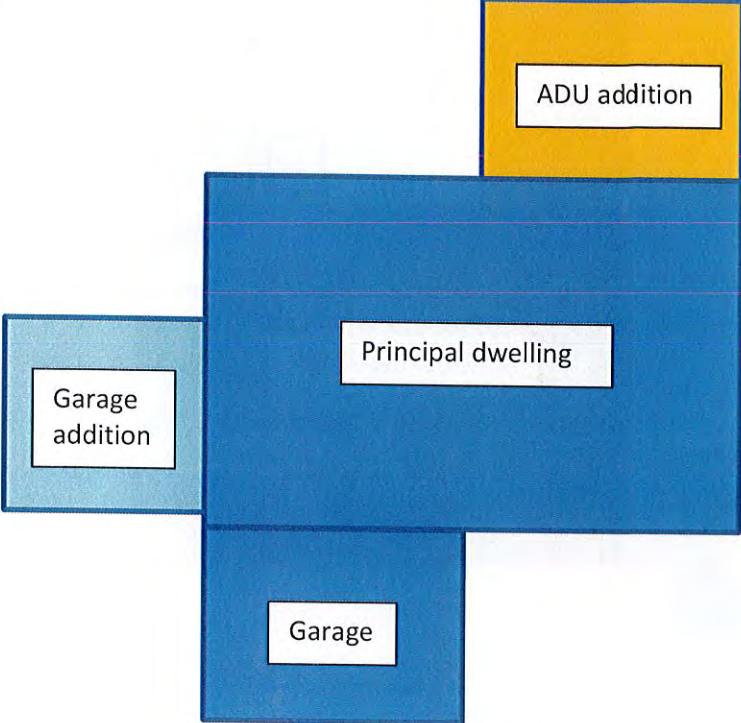 ADU addition
Principal dwelling
Garage
addition
Garage